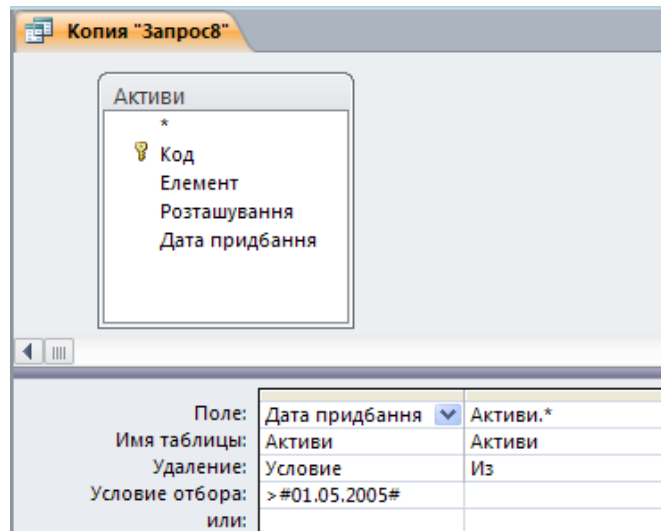 Копия "Запрос8"
Активи
*
Код
Елемент
Розташування
Дата придбання
Поле: Дата придбання Активи.*
Имя таблицы: Активи Активи
Удаление: Условие Из
Условие отбора: >#01.05.2005#
или: